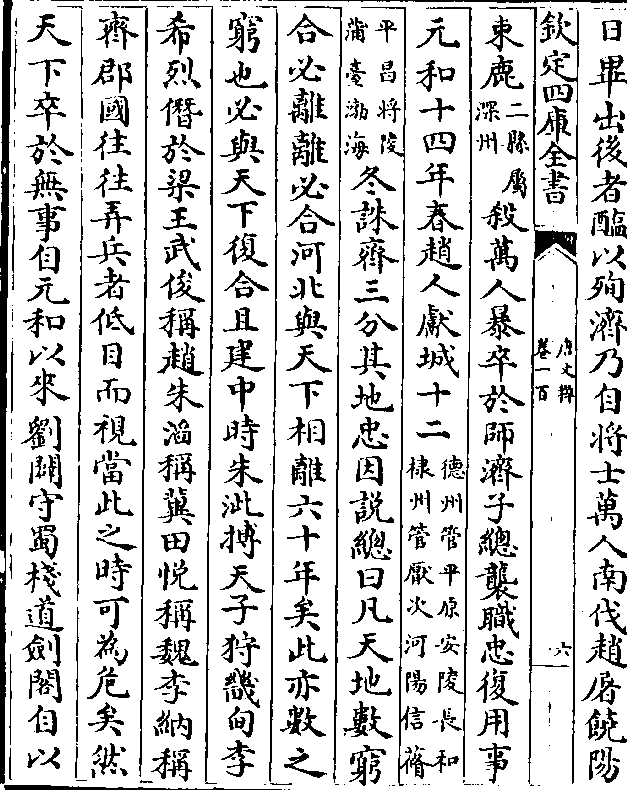 日畢出後者醢以殉濟乃自将士萬人南伐趙屠饒陽
欽定四庫全書
唐文粹
卷一百
六
束鹿二縣屬深州殺萬人暴卒於師濟子總襲職忠復用事
元和十四年春趙人獻城十二德州管平原安陵長和棣州管厭次河陽信蓨
平昌将陵蒲臺渤海冬誅齊三分其地忠因説總曰凡天地數窮
合必離離必合河北與天下相離六十年矣此亦數之
窮也必與天下復合且建中時朱泚搏天子狩畿甸李
希烈僭於梁王武俊稱趙朱滔稱冀田悦稱魏李納稱
齊郡國往往弄兵者低目而視當此之時可為危矣然
天下卒於無事自元和以來劉闢守蜀棧道劍閣自以